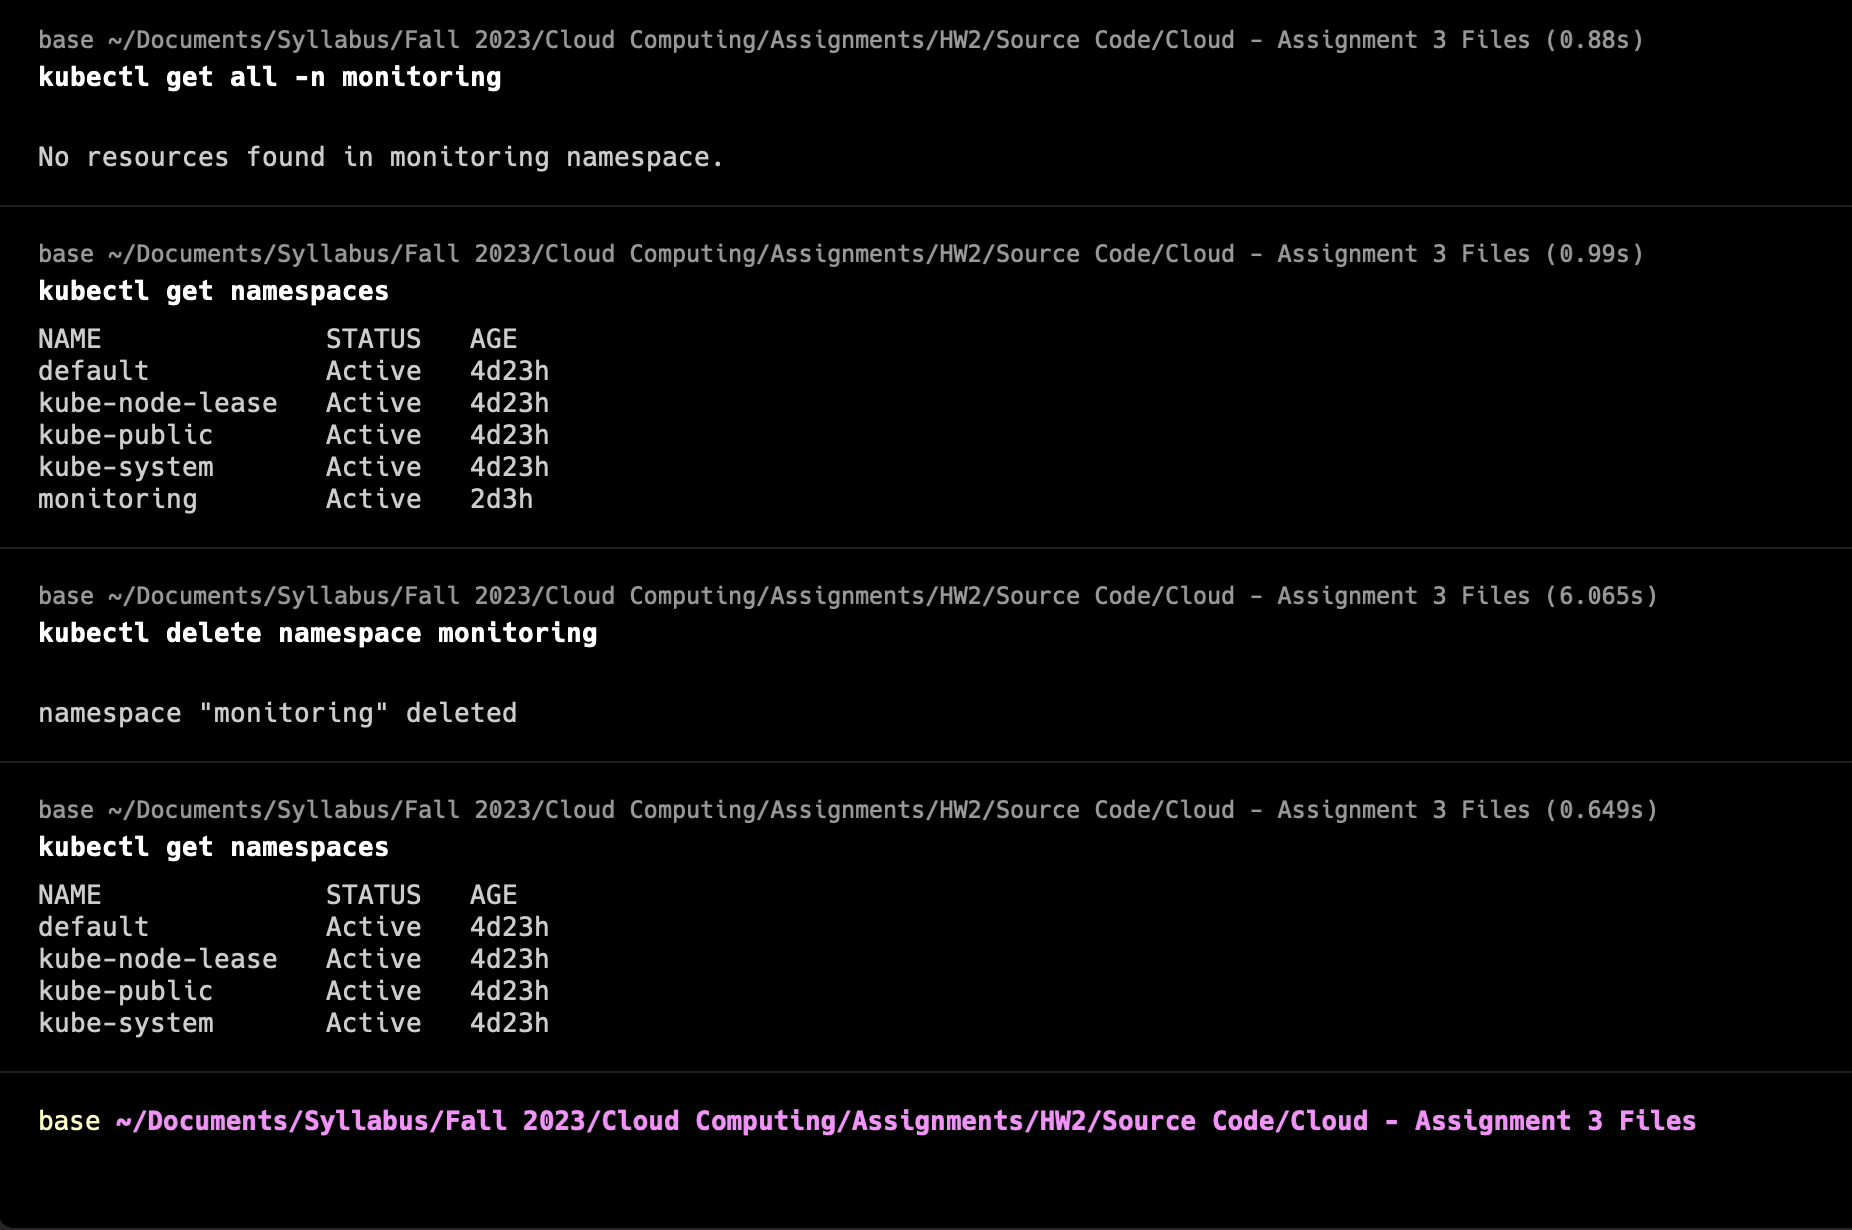 base ~/Documents/Syllabus/Fall 2023/Cloud Computing/Assignments/HW2/Source Code/Cloud - Assignment 3 Files (0.88s)
kubectl get all -n monitoring
No resources found in monitoring namespace.
base ~/Documents/Syllabus/Fall 2023/Cloud Computing/Assignments/HW2/Source Code/Cloud - Assignment 3 Files (0.99s)
kubectl get namespaces
NAME              STATUS   AGE
default           Active   4d23h
kube-node-lease   Active   4d23h
kube-public       Active   4d23h
kube-system       Active   4d23h
monitoring        Active   2d3h
base ~/Documents/Syllabus/Fall 2023/Cloud Computing/Assignments/HW2/Source Code/Cloud - Assignment 3 Files (6.065s)
kubectl delete namespace monitoring
namespace "monitoring" deleted
base ~/Documents/Syllabus/Fall 2023/Cloud Computing/Assignments/HW2/Source Code/Cloud - Assignment 3 Files (0.649s)
kubectl get namespaces
NAME              STATUS   AGE
default           Active   4d23h
kube-node-lease   Active   4d23h
kube-public       Active   4d23h
kube-system       Active   4d23h
base ~/Documents/Syllabus/Fall 2023/Cloud Computing/Assignments/HW2/Source Code/Cloud - Assignment 3 Files